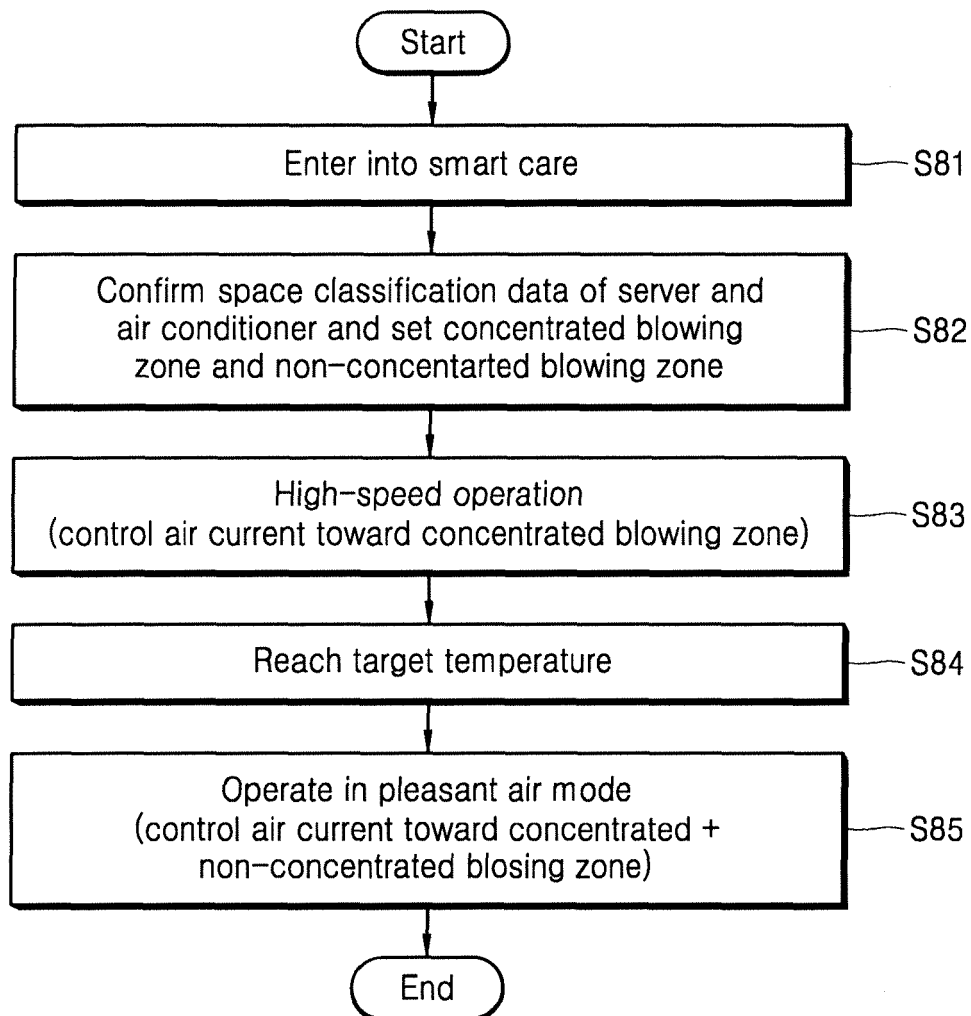 Start
Enter into smart care
S81
Confirm space classification data of server and
air conditioner and set concentrated blowing
zone and non-concentarted blowing zone
S82
High-speed operation
(control air current toward concentrated blowing zone)
S83
Reach target temperature
S84
Operate in pleasant air mode
(control air current toward concentrated +
non-concentrated blosing zone)
S85
End